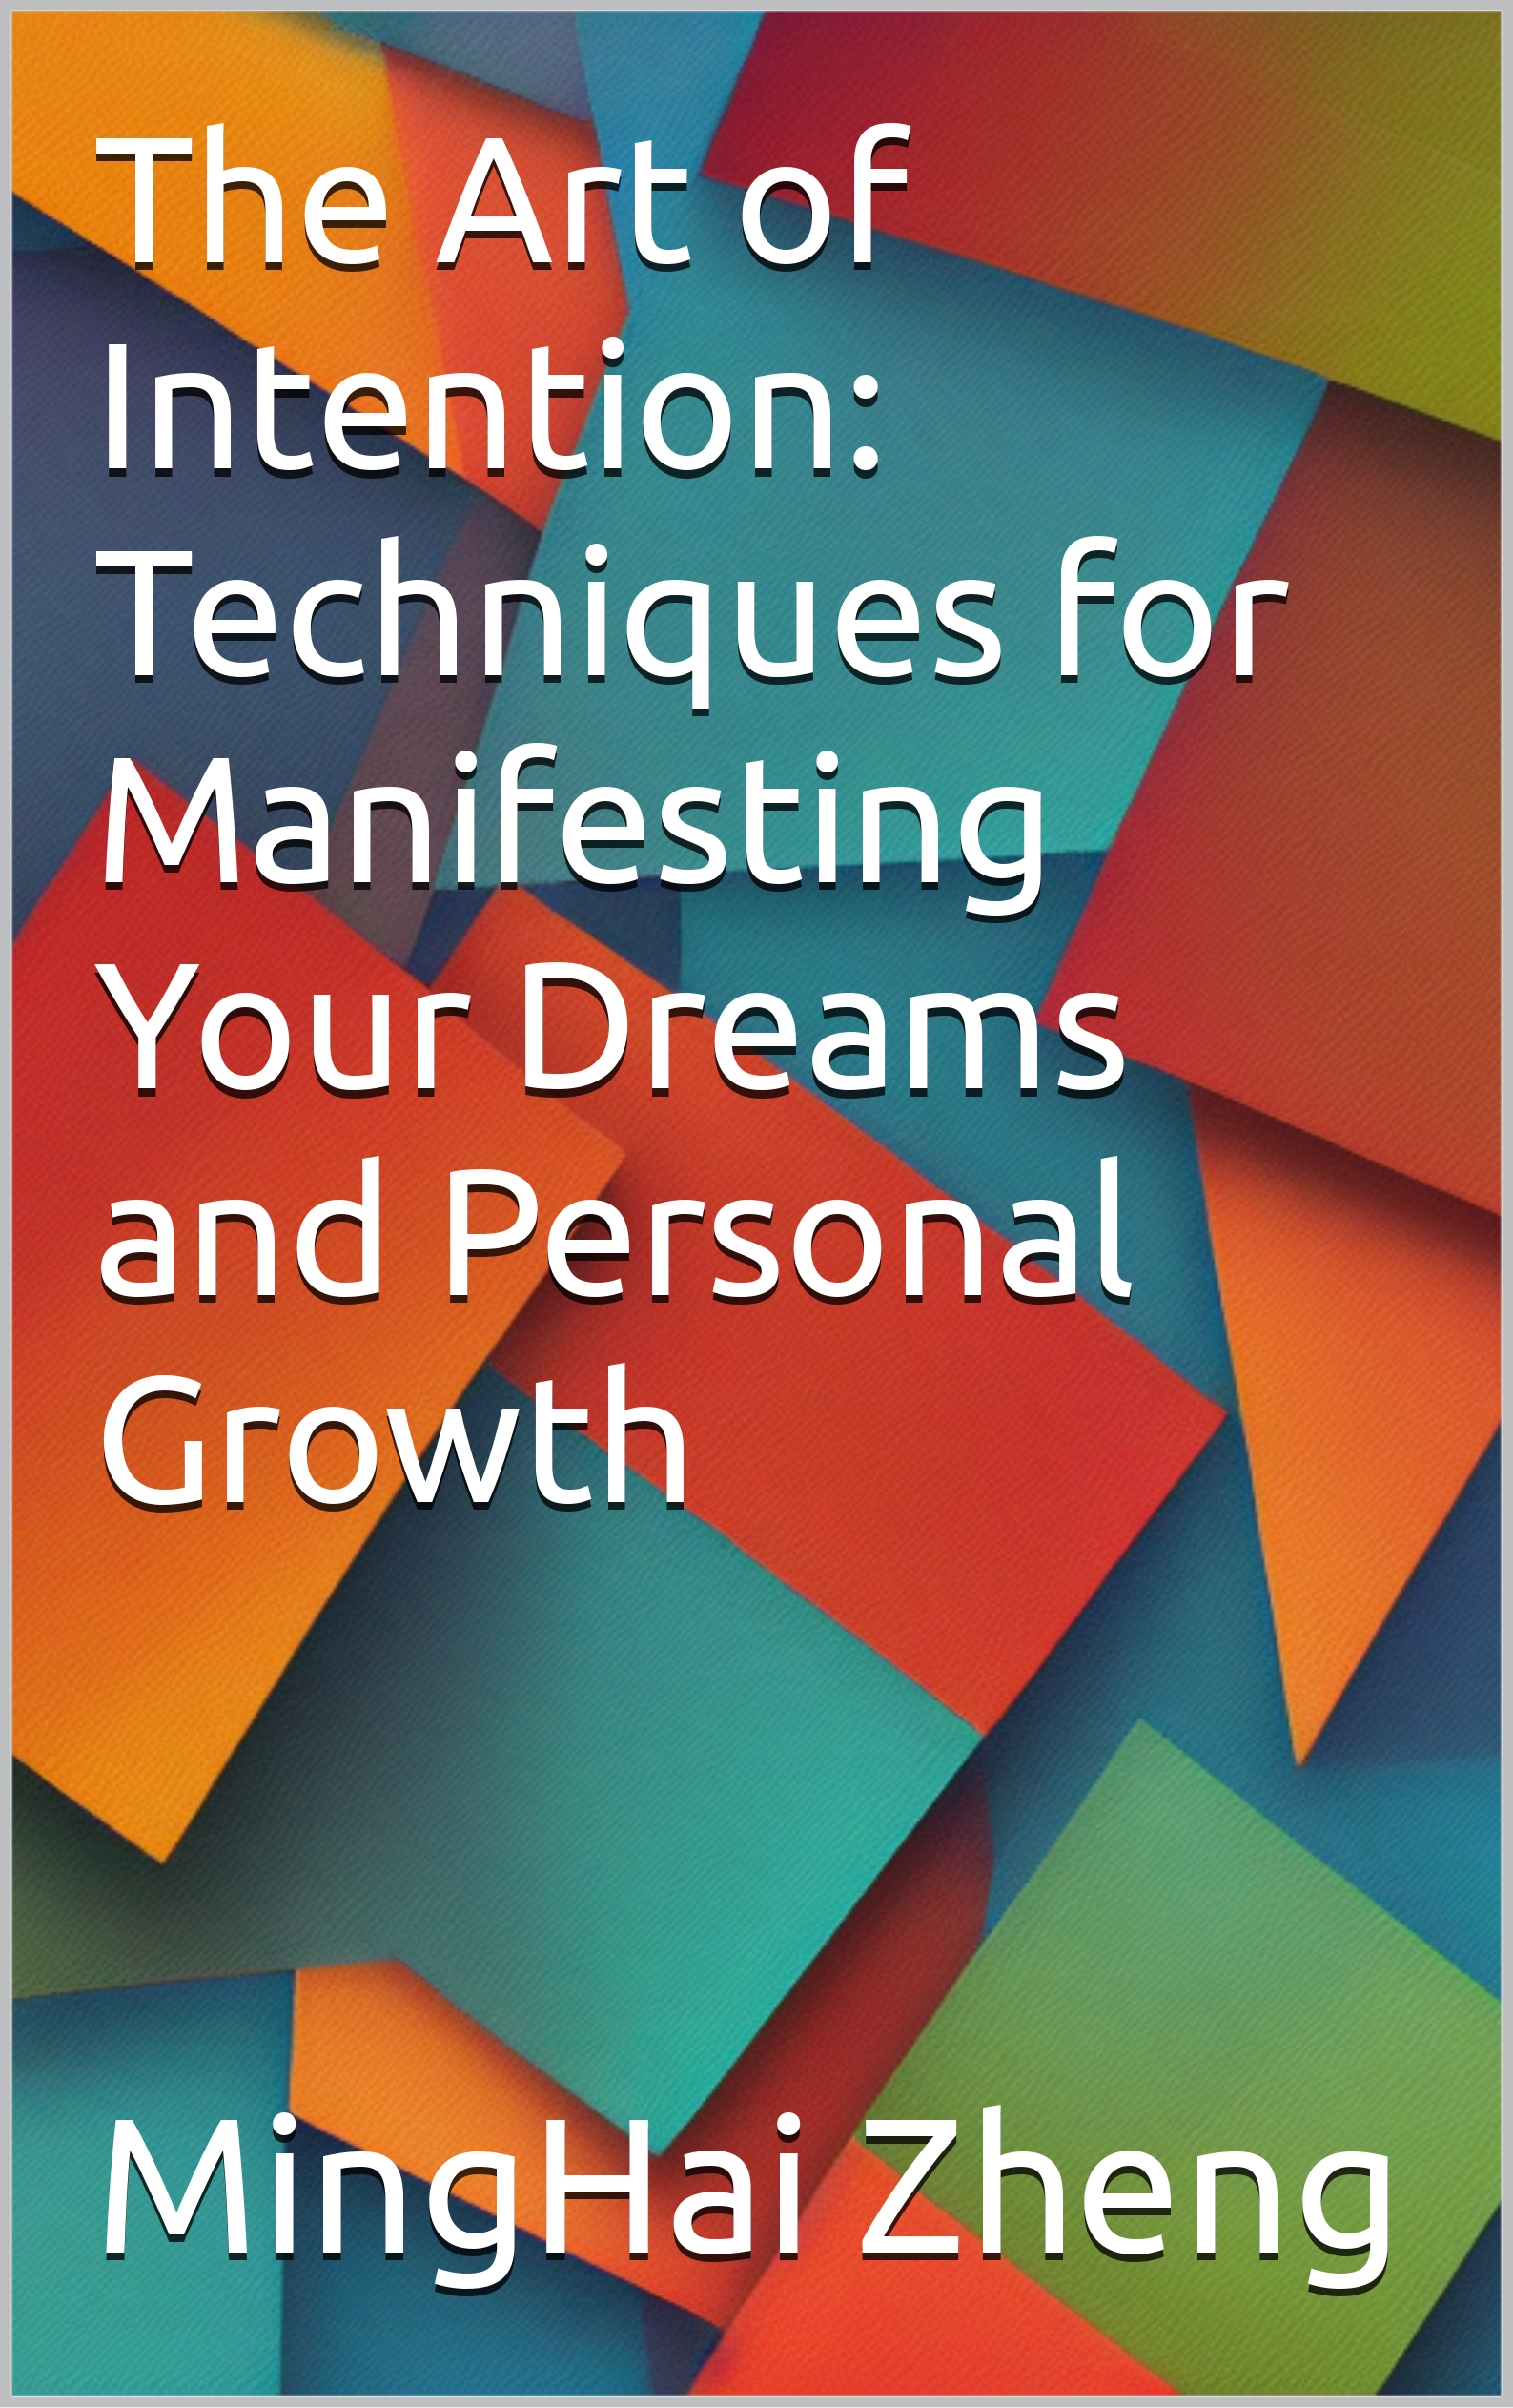 The Art of
Intention:
Techniques for
Manifesting
Your Dreams
and Personal
Growth
MingHai Zheng